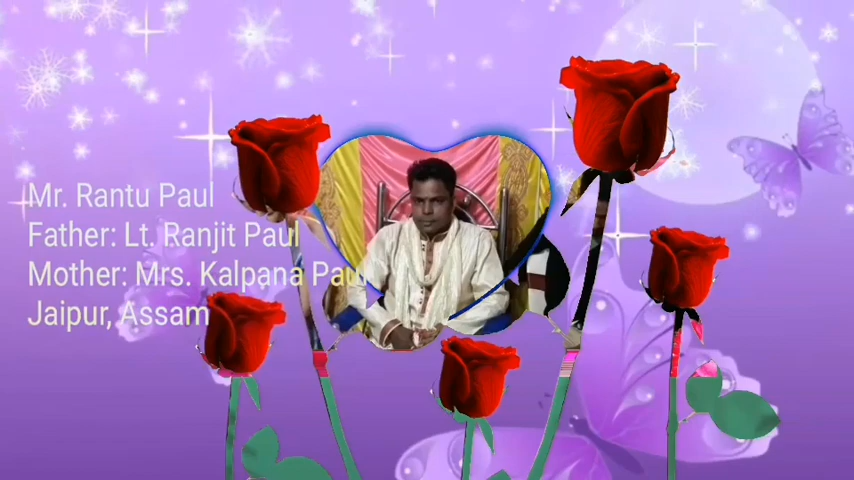 Mr. Rantu Paul
Father: Lt. Ranjit Paul
Mother: Mrs. Kalpana Paul
Jaipur, Assam